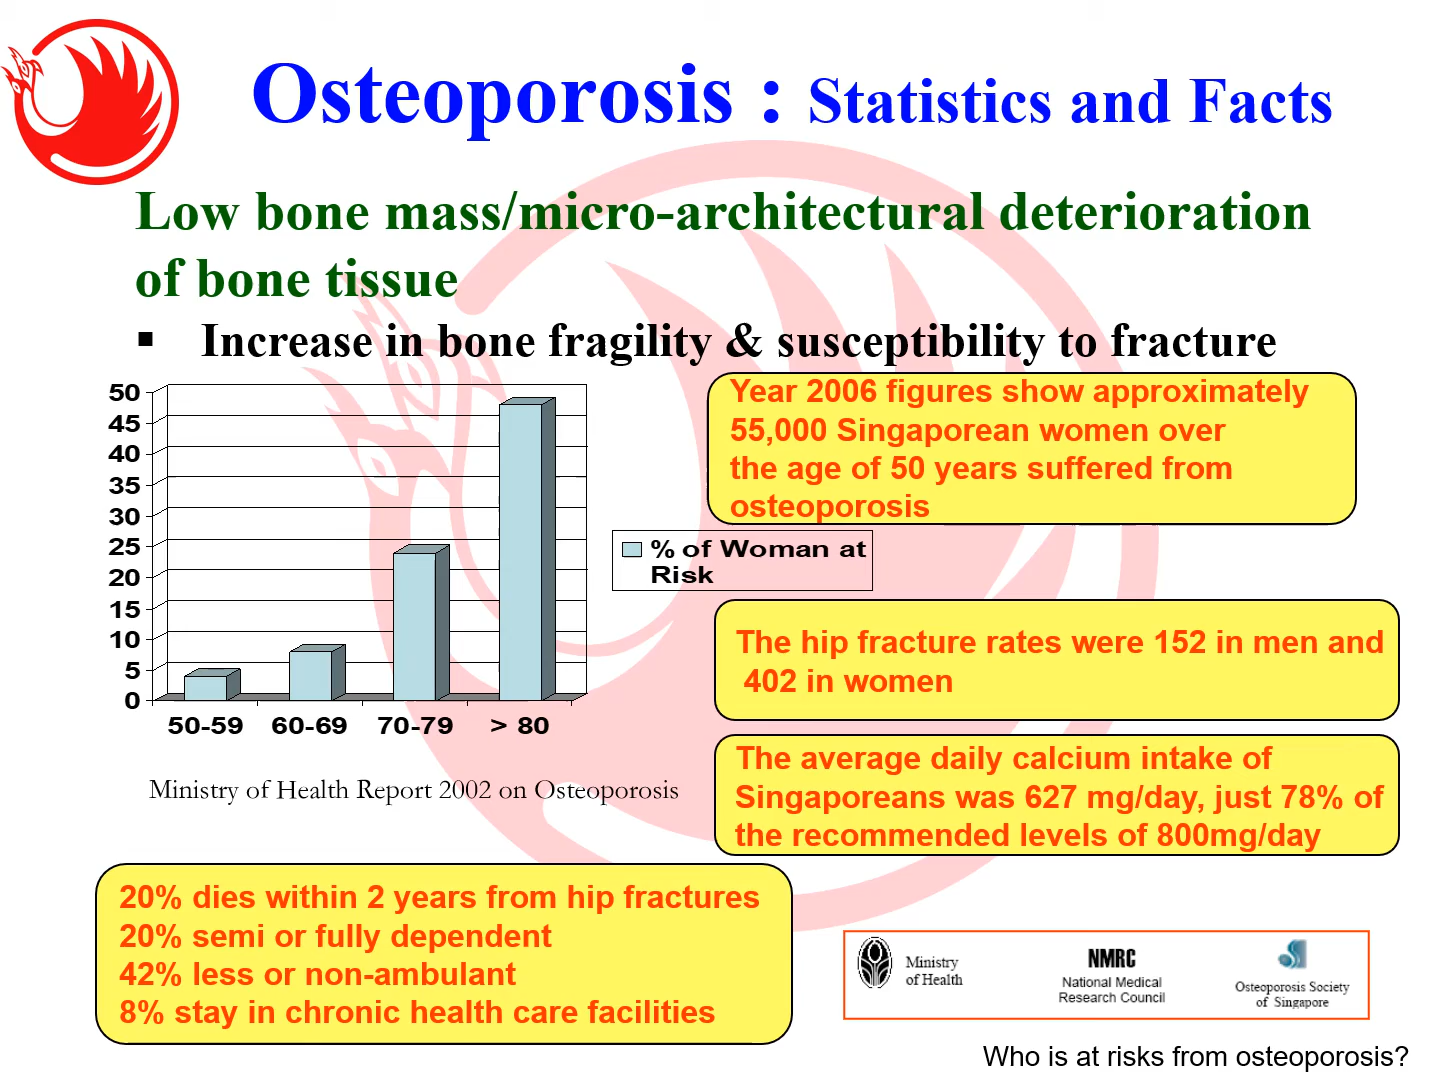 Osteoporosis : Statistics and Facts
Low bone mass/micro-architectural deterioration
of bone tissue
▪ Increase in bone fragility & susceptibility to fracture
50
45
40
35
30
25
20
15
10
5
0
50-59 60-69 70-79 > 80
% of Woman at
Risk
Ministry of Health Report 2002 on Osteoporosis
Year 2006 figures show approximately
55,000 Singaporean women over
the age of 50 years suffered from
osteoporosis
The hip fracture rates were 152 in men and
402 in women
The average daily calcium intake of
Singaporeans was 627 mg/day, just 78% of
the recommended levels of 800mg/day
20% dies within 2 years from hip fractures
20% semi or fully dependent
42% less or non-ambulant
8% stay in chronic health care facilities
Ministry
of Health
NMRC
National Medical
Research Council
Osteoporosis Society
of Singapore
Who is at risks from osteoporosis?